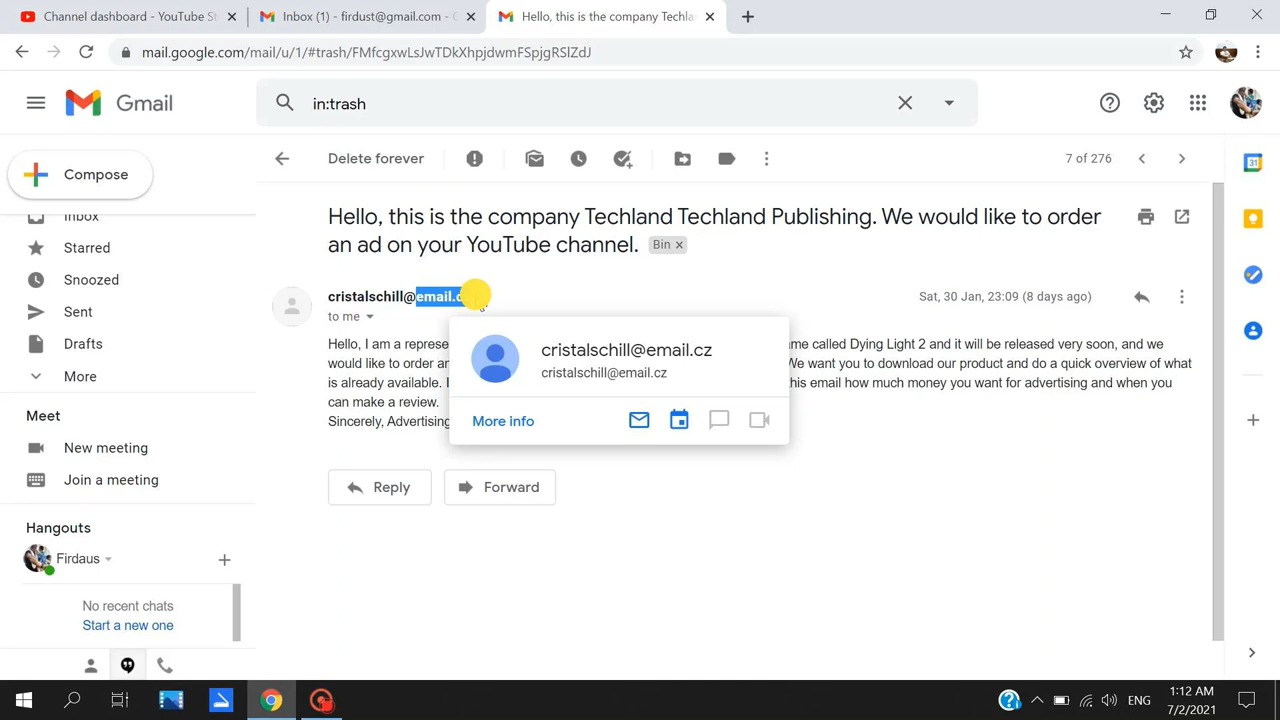 Channel dashboard - YouTube St
Inbox (1) - firdust@gmail.com -
Hello, this is the company Techla
mail.google.com/mail/u/1/#trash/FMfcgxwLsJwTDkXhpjdwmFSpjgRSlZdJ
Gmail
in:trash
Compose
Delete forever
7 of 276
Inbox
Starred
Snoozed
Sent
Drafts
More
Hello, this is the company Techland Techland Publishing. We would like to order
an ad on your YouTube channel.
Bin
cristalschill@email.
Sat, 30 Jan, 23:09 (8 days ago)
to me
Hello, I am a represe
me called Dying Light 2 and it will be released very soon, and we
would like to order an
We want you to download our product and do a quick overview of what
is already available. I
his email how much money you want for advertising and when you
can make a review.
Sincerely, Advertising
cristalschill@email.cz
cristalschill@email.cz
More info
Reply
Forward
Meet
New meeting
Join a meeting
Hangouts
Firdaus
No recent chats
Start a new one
31
ENG
1:12 AM
7/2/2021